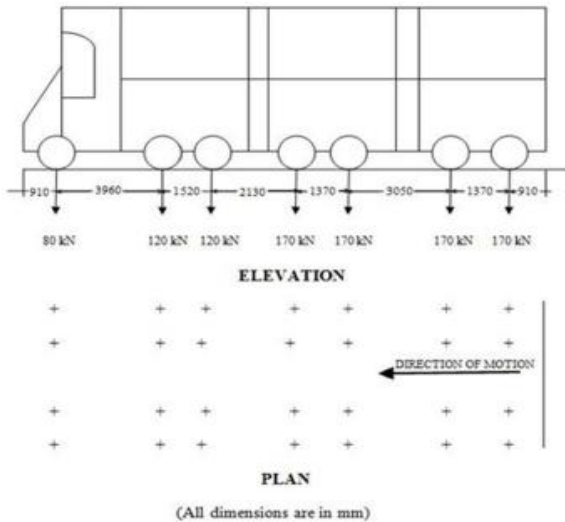 910 3960 1520 2130 1370 3050 1370 910
80 kN 120 kN 120 kN 170 kN 170 kN 170 kN 170 kN
ELEVATION
DIRECTION OF MOTION
PLAN
(All dimensions are in mm)